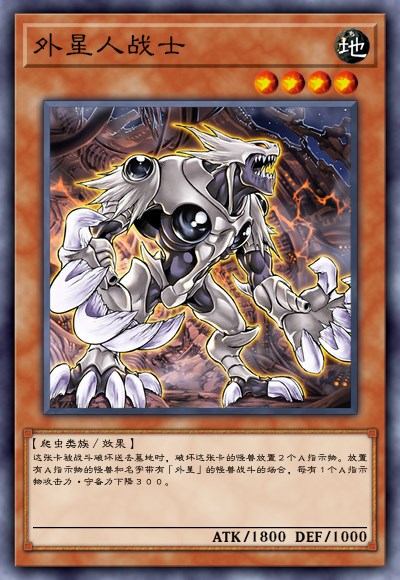 外星人战士
地
【爬虫类族／效果】
这张卡被战斗破坏送去墓地时，破坏这张卡的怪兽放置２个Ａ指示物。放置
有Ａ指示物的怪兽和名字带有「外星」的怪兽战斗的场合，每有１个Ａ指示
物攻击力·守备力下降３００。
ATK/1800 DEF/1000